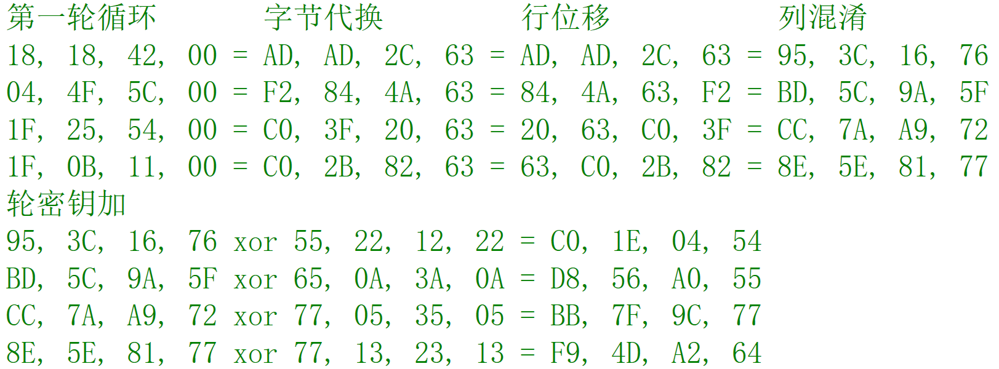 第一轮循环 字节代换 行位移 列混淆
18, 18, 42, 00 = AD, AD, 2C, 63 = AD, AD, 2C, 63 = 95, 3C, 16, 76
04, 4F, 5C, 00 = F2, 84, 4A, 63 = 84, 4A, 63, F2 = BD, 5C, 9A, 5F
1F, 25, 54, 00 = C0, 3F, 20, 63 = 20, 63, C0, 3F = CC, 7A, A9, 72
1F, 0B, 11, 00 = C0, 2B, 82, 63 = 63, C0, 2B, 82 = 8E, 5E, 81, 77
轮密钥加
95, 3C, 16, 76 xor 55, 22, 12, 22 = C0, 1E, 04, 54
BD, 5C, 9A, 5F xor 65, 0A, 3A, 0A = D8, 56, A0, 55
CC, 7A, A9, 72 xor 77, 05, 35, 05 = BB, 7F, 9C, 77
8E, 5E, 81, 77 xor 77, 13, 23, 13 = F9, 4D, A2, 64